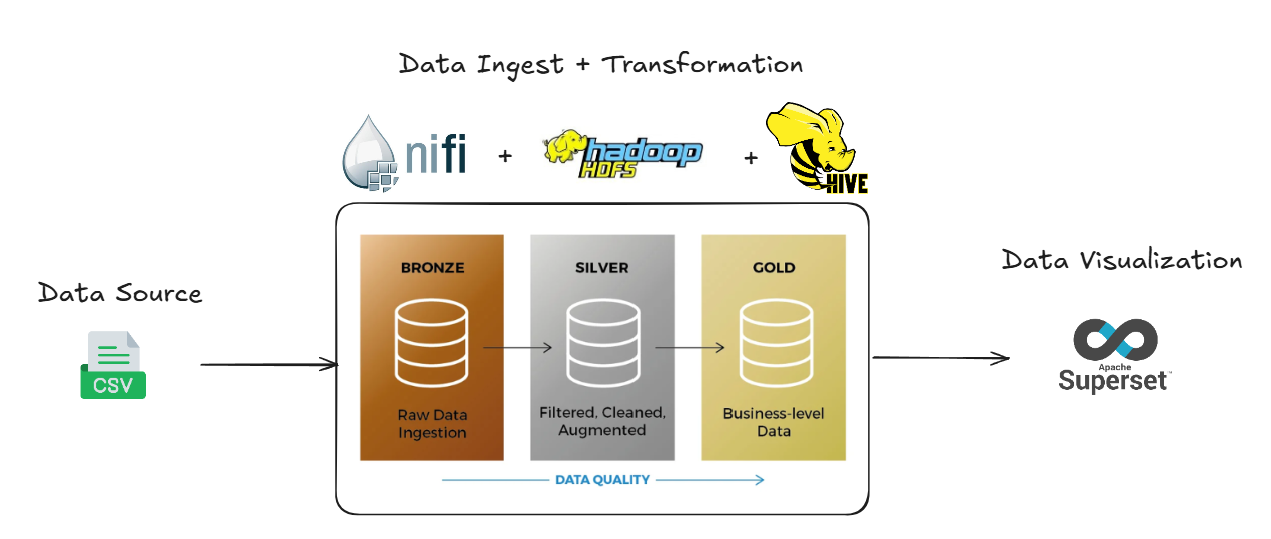 Data Ingest + Transformation
nifi + hadoop HDFS + HIVE
Data Source
CSV
BRONZE
Raw Data
Ingestion
SILVER
Filtered, Cleaned,
Augmented
GOLD
Business-level
Data
DATA QUALITY
Data Visualization
Apache
Superset™